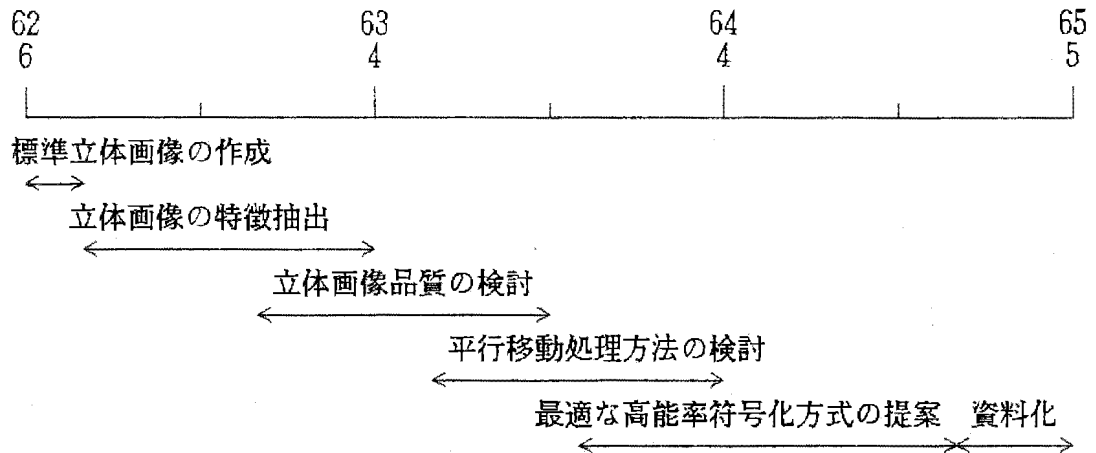 62 63 64 65
6 4 4 5
標準立体画像の作成
立体画像の特徴抽出
立体画像品質の検討
平行移動処理方法の検討
最適な高能率符号化方式の提案 資料化